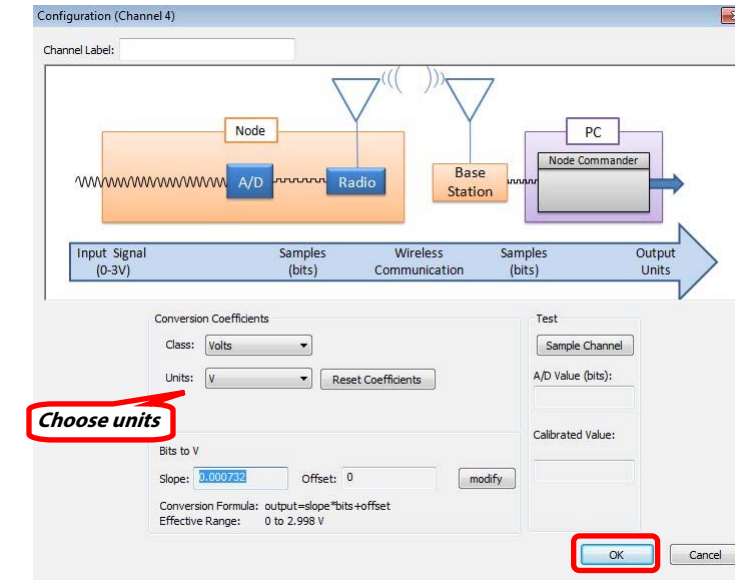 Configuration (Channel 4)
Channel Label:
Node
PC
Node Commander
A/D
Radio
Base
Station
Input Signal
(0-3V)
Samples
(bits)
Wireless
Communication
Samples
(bits)
Output
Units
Conversion Coefficients
Class: Volts
Units: V
Reset Coefficients
Choose units
Bits to V
Slope: 0.000732 Offset: 0 modify
Conversion Formula: output=slope*bits+offset
Effective Range: 0 to 2.998 V
Test
Sample Channel
A/D Value (bits):
Calibrated Value:
OK Cancel